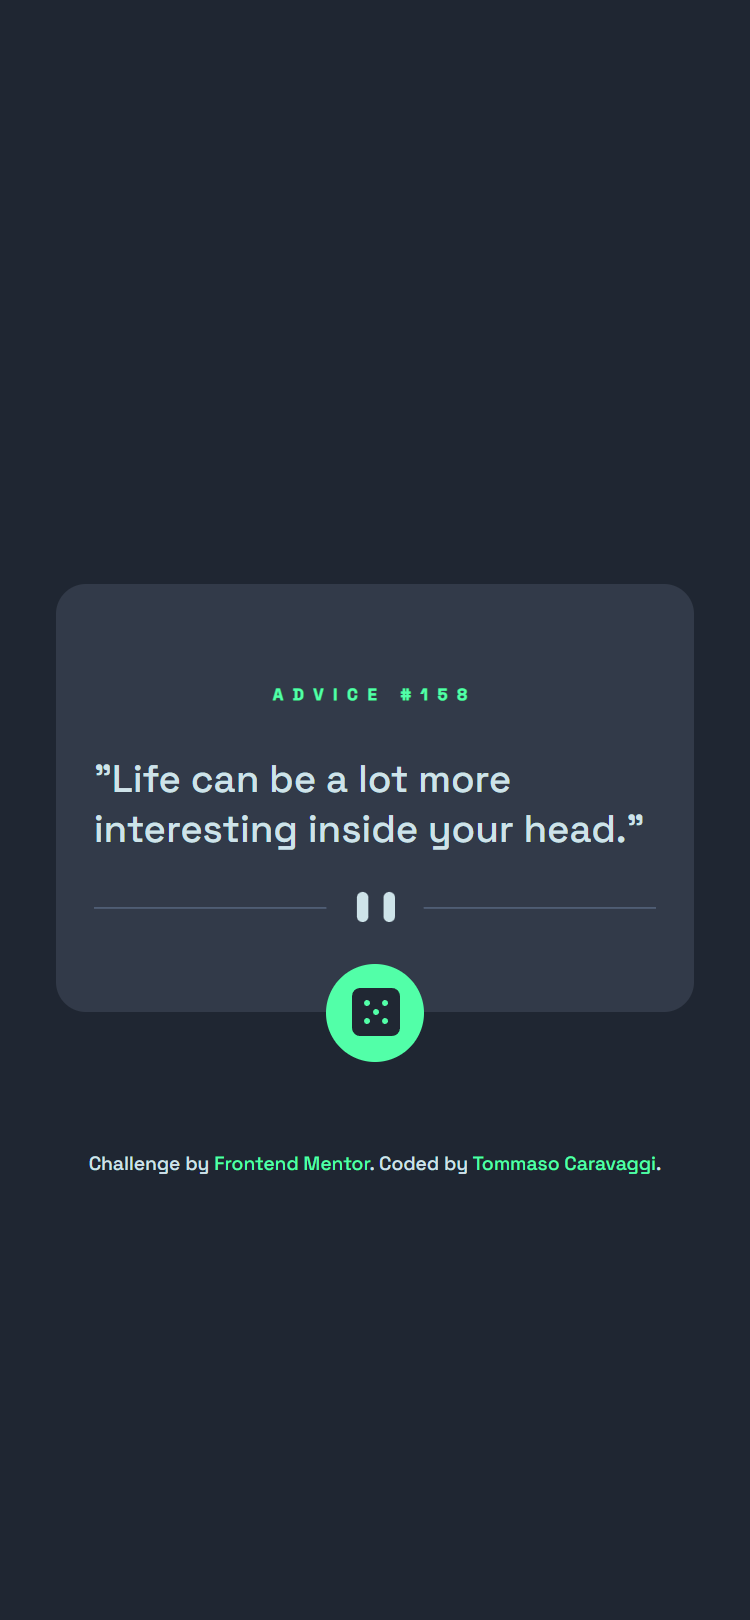 ADVICE #158
”Life can be a lot more
interesting inside your head.”
Challenge by Frontend Mentor. Coded by Tommaso Caravaggi.